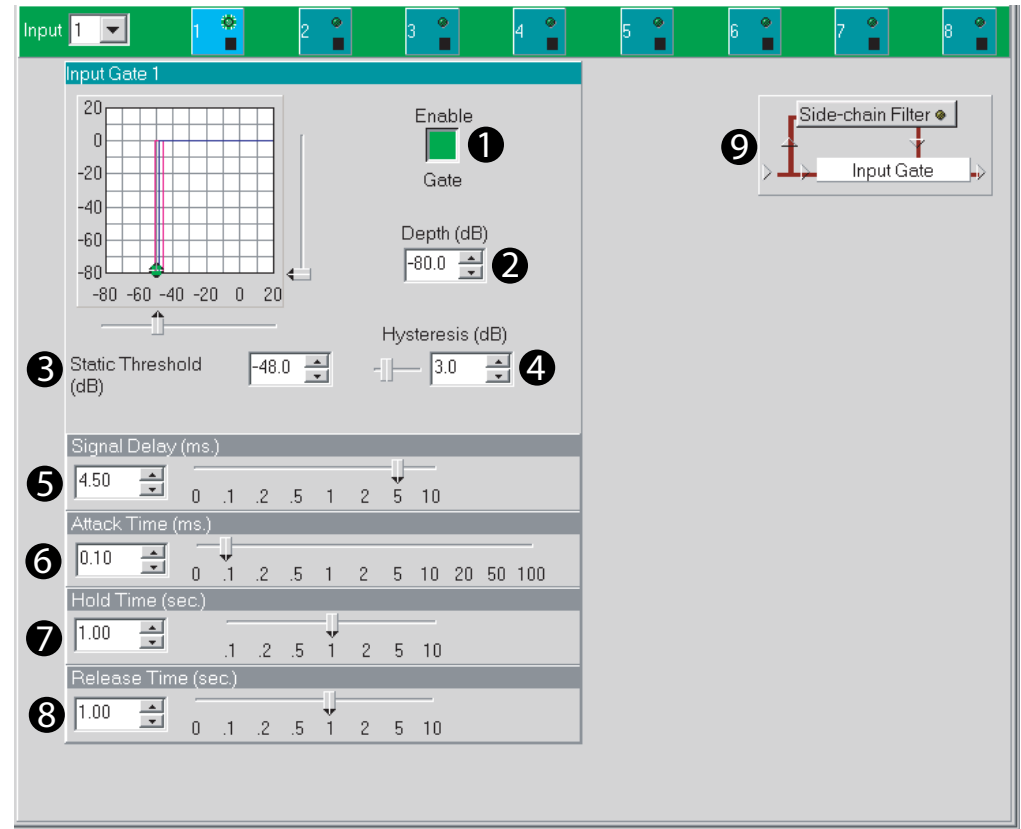 Input 1 1 2 3 4 5 6 7 8
Input Gate 1
20
0
-20
-40
-60
-80
-80 -60 -40 -20 0 20
Enable
1
Gate
Depth (dB)
-80.0 2
Side-chain Filter
9
Input Gate
Hysteresis (dB)
3 Static Threshold
(dB)
-48.0
3.0 4
Signal Delay (ms.)
5 4.50
0 .1 .2 .5 1 2 5 10
Attack Time (ms.)
6 0.10
0 .1 .2 .5 1 2 5 10 20 50 100
Hold Time (sec.)
7 1.00
.1 .2 .5 1 2 5 10
Release Time (sec.)
8 1.00
0 .1 .2 .5 1 2 5 10